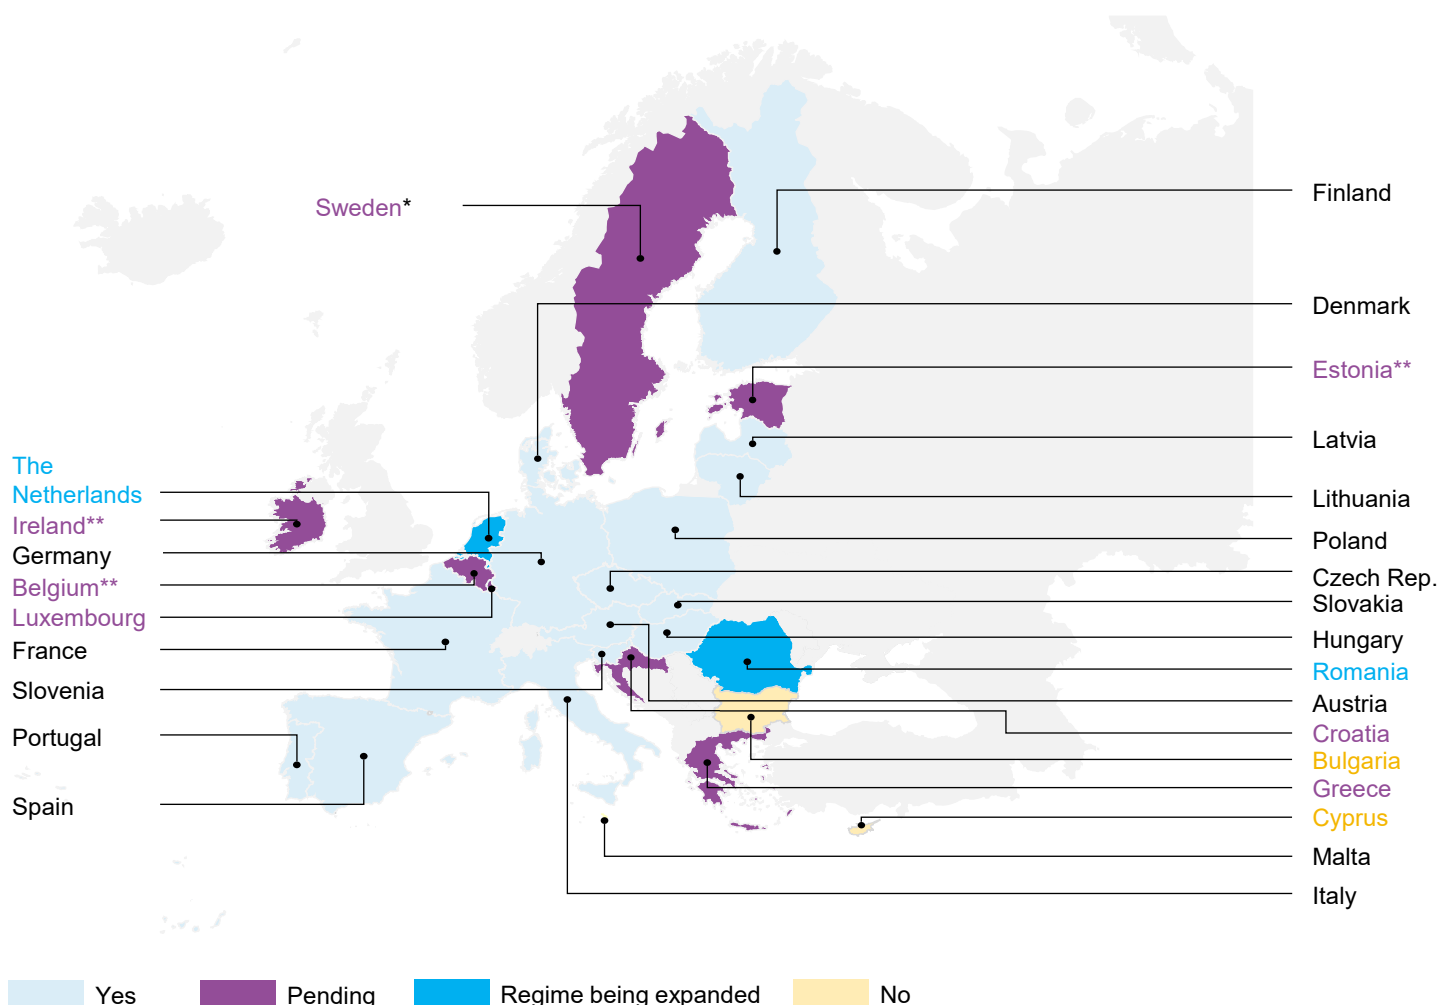 Sweden*
The
Netherlands
Ireland**
Germany
Belgium**
Luxembourg
France
Slovenia
Portugal
Spain
Finland
Denmark
Estonia**
Latvia
Lithuania
Poland
Czech Rep.
Slovakia
Hungary
Romania
Austria
Croatia
Bulgaria
Greece
Cyprus
Malta
Italy
Yes
Pending
Regime being expanded
No